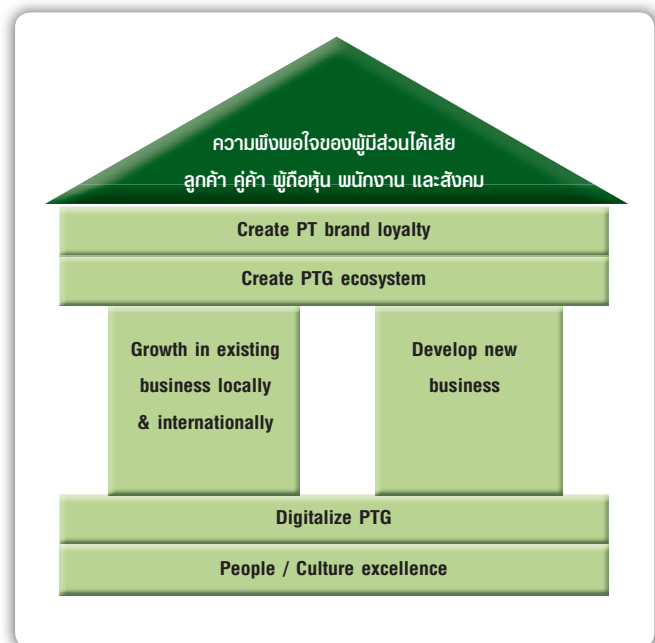 ความพึงพอใจของผู้มีส่วนได้เสีย
ลูกค้า คู่ค้า ผู้ถือหุ้น พนักงาน และสังคม
Create PT brand loyalty
Create PTG ecosystem
Growth in existing
business locally
& internationally
Develop new
business
Digitalize PTG
People / Culture excellence